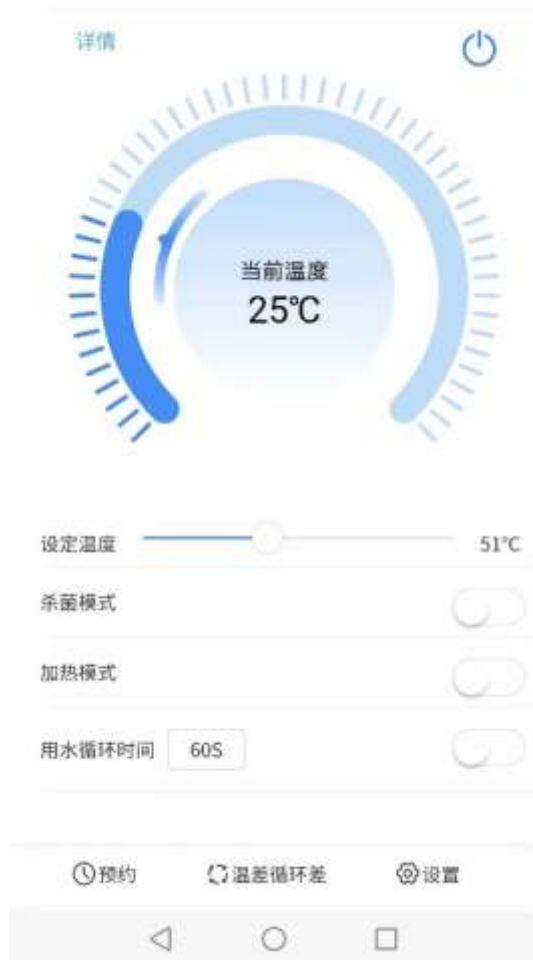 详情
当前温度
25℃
设定温度 51℃
杀菌模式
加热模式
用水循环时间 60S
预约 温差循环差 设置